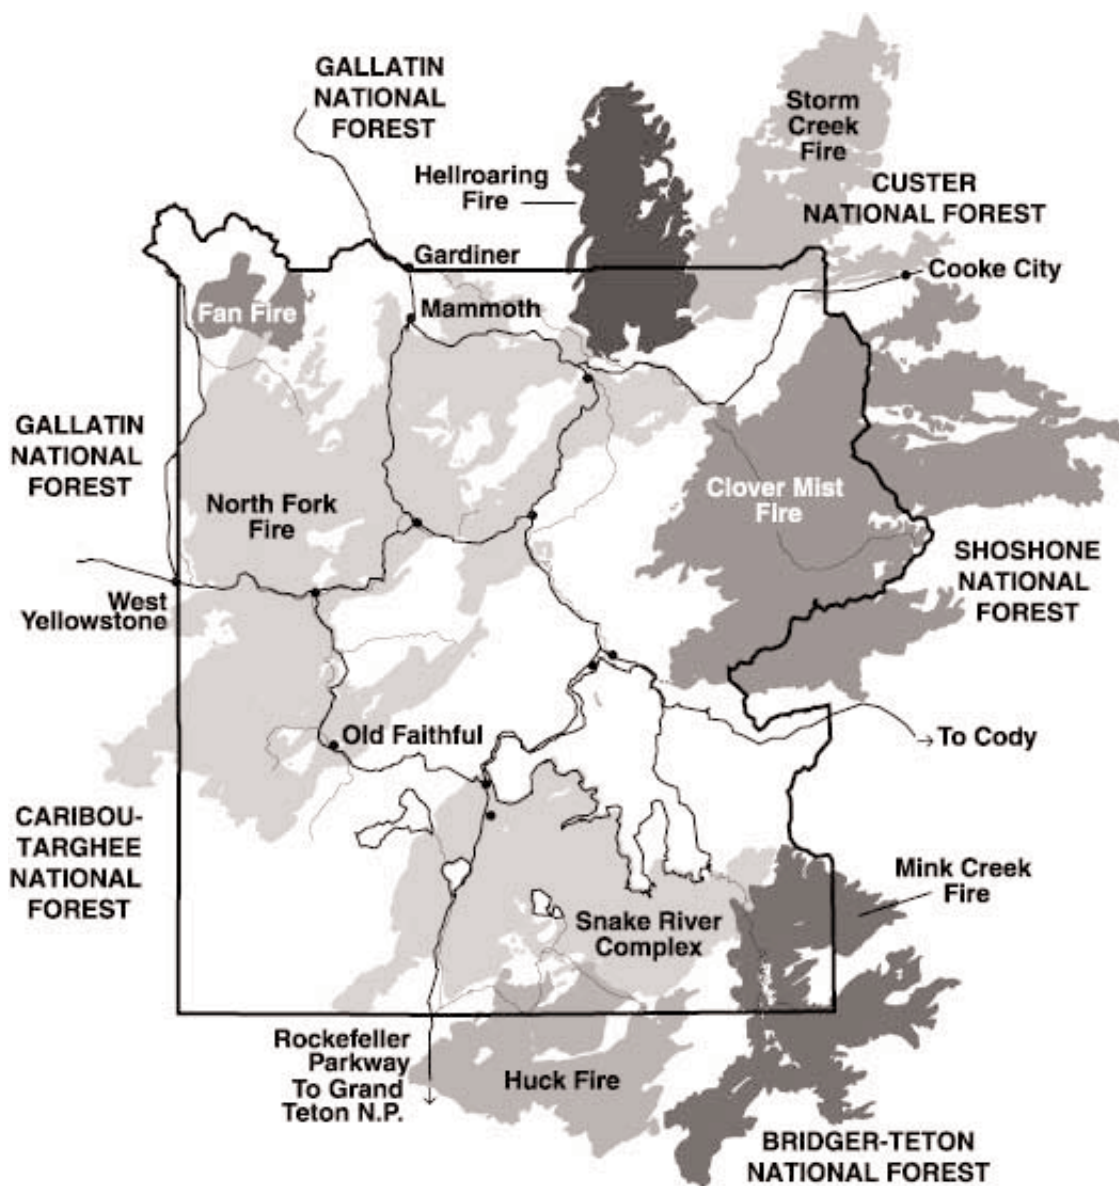 GALLATIN
NATIONAL
FOREST
Storm
Creek
Fire
Hellroaring
Fire
CUSTER
NATIONAL FOREST
Gardiner
Cooke City
Fan Fire
Mammoth
GALLATIN
NATIONAL
FOREST
North Fork
Fire
Clover Mist
Fire
SHOSHONE
NATIONAL
FOREST
West
Yellowstone
Old Faithful
To Cody
CARIBOU-
TARGHEE
NATIONAL
FOREST
Mink Creek
Fire
Snake River
Complex
Rockefeller
Parkway
To Grand
Teton N.P.
Huck Fire
BRIDGER-TETON
NATIONAL FOREST